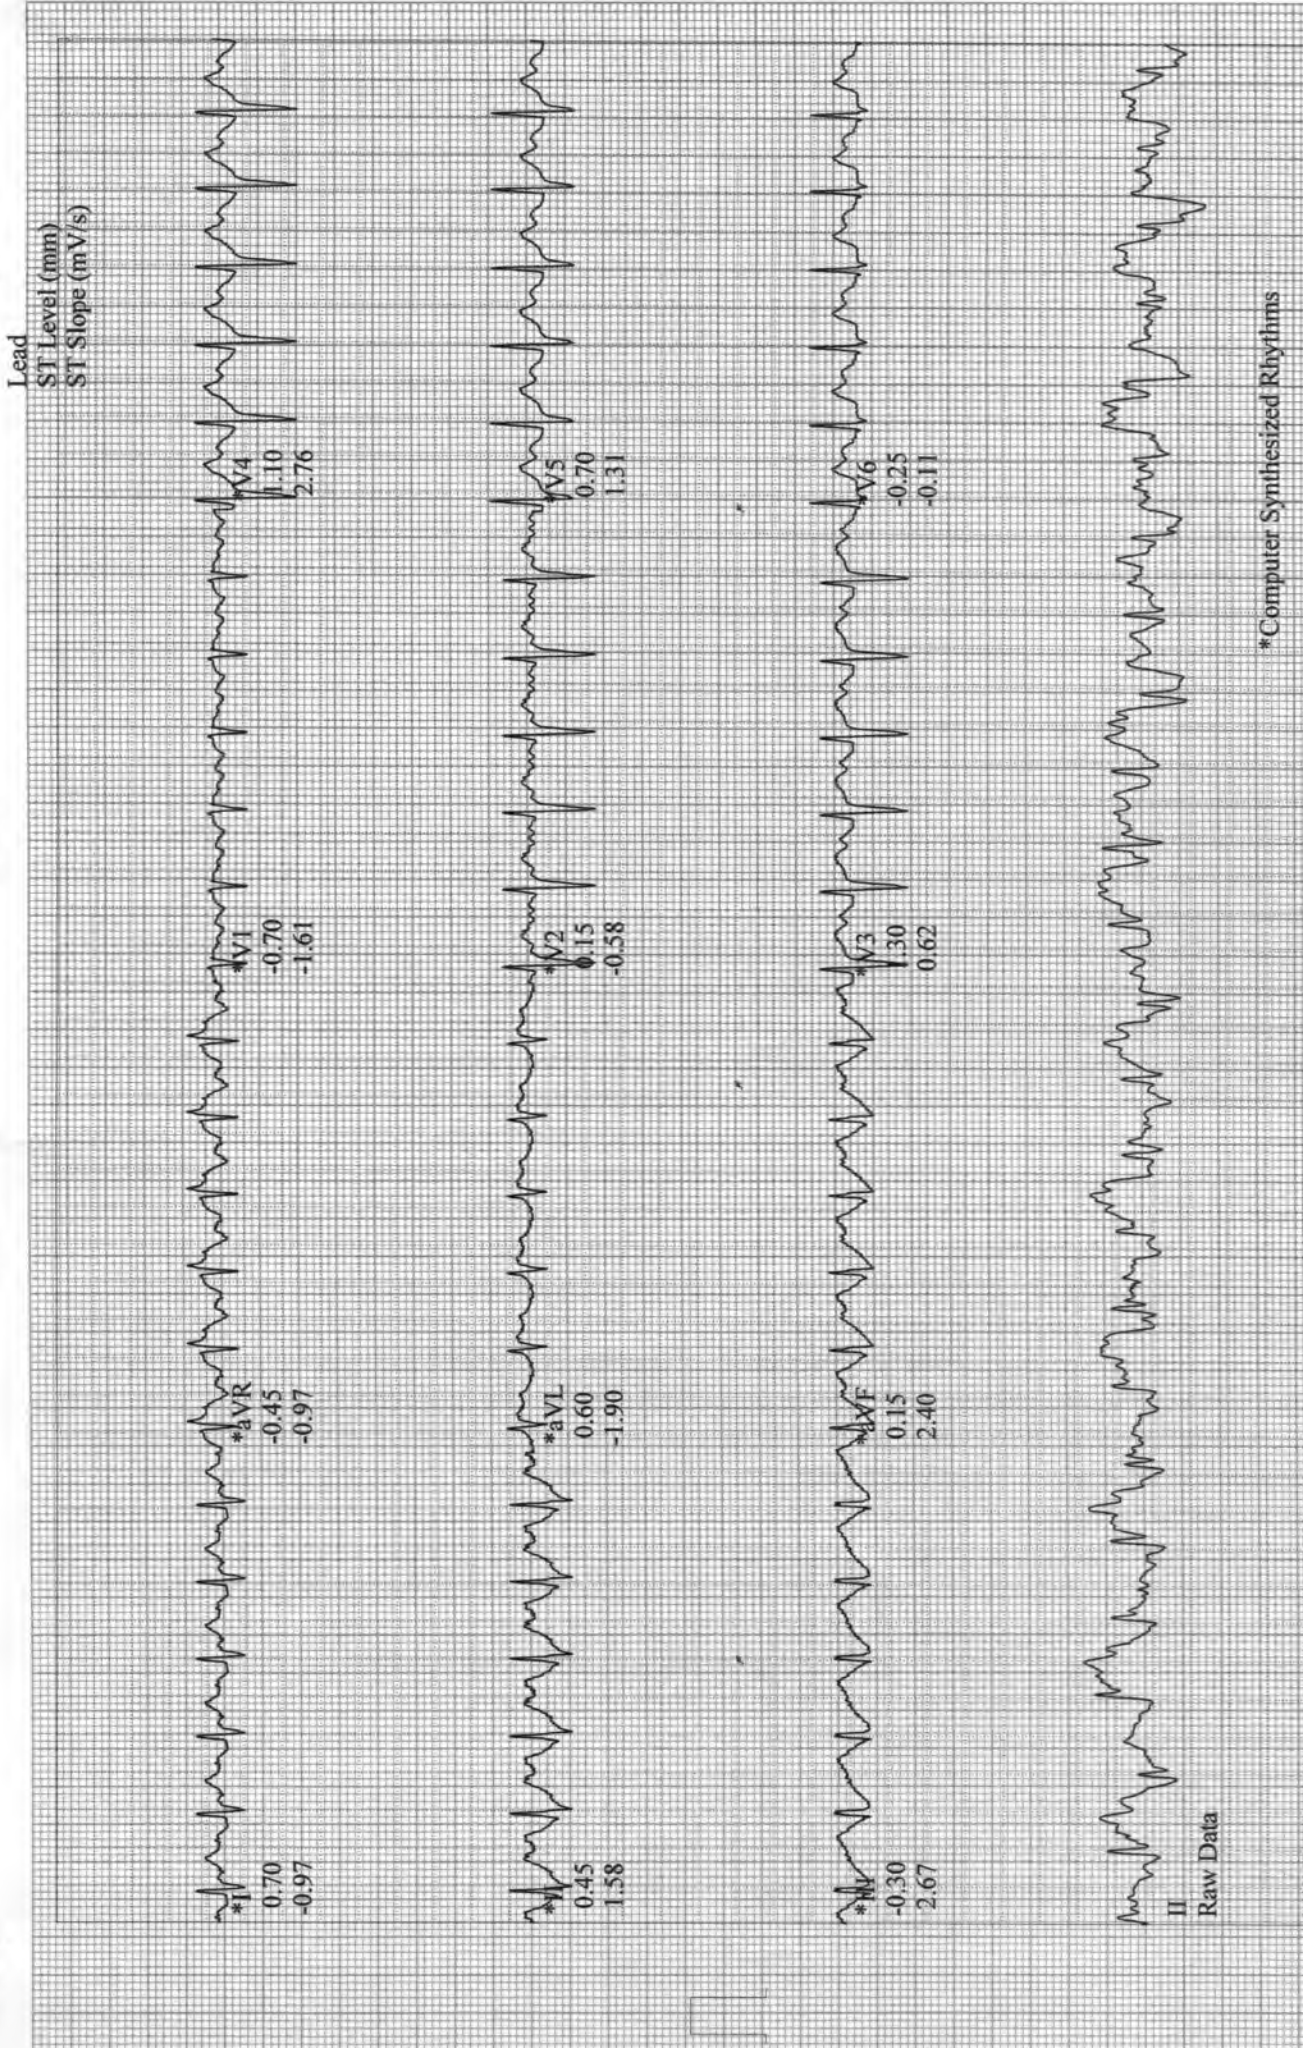 Lead
ST Level (mm)
ST Slope (mV/s)
*I
0.70
-0.97
*aVR
-0.45
-0.97
*V1
-0.70
-1.61
*V4
1.10
2.76
*II
0.45
1.58
*aVL
0.60
-1.90
*V2
0.15
-0.58
*V5
0.70
1.31
*III
-0.30
2.67
*aVF
0.15
2.40
*V3
1.30
0.62
*V6
-0.25
-0.11
II
Raw Data
*Computer Synthesized Rhythms